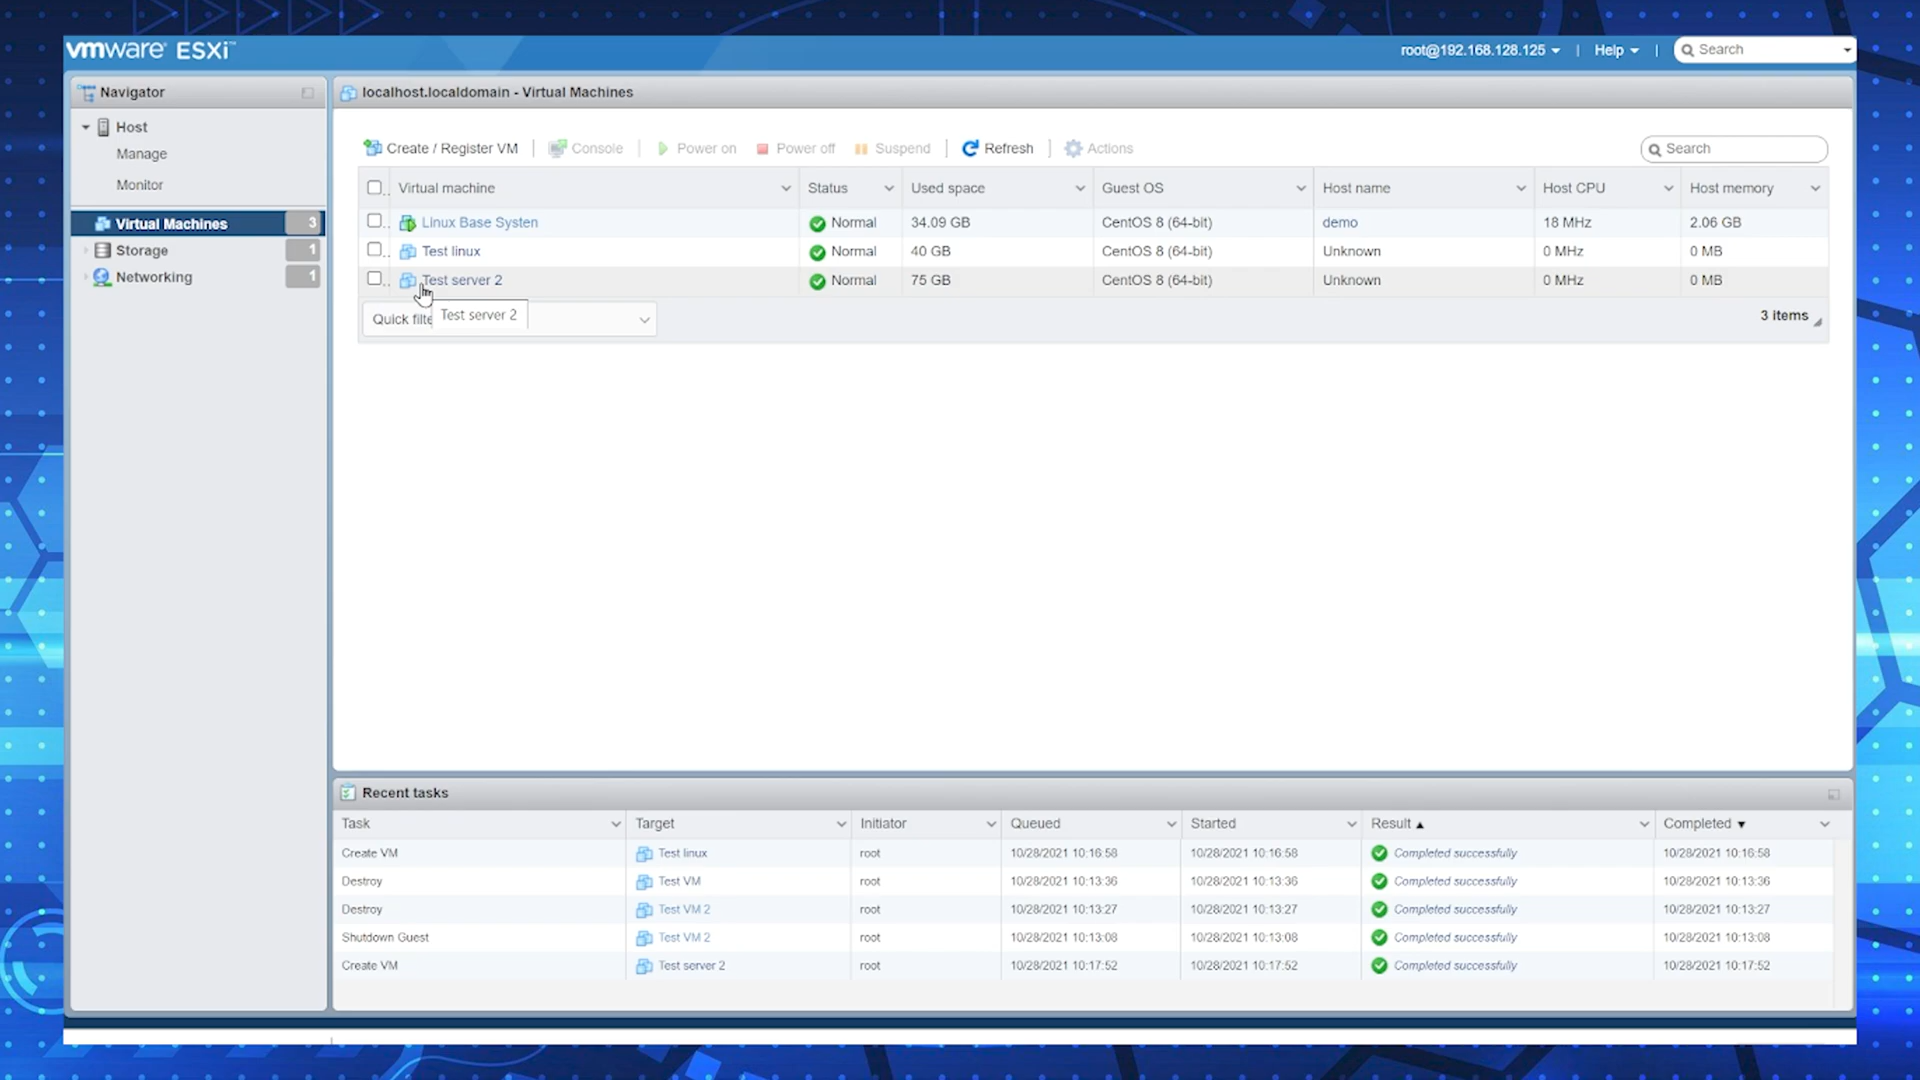 vmware ESXi™
root@192.168.128.125 | Help | Search
Navigator
Host
Manage
Monitor
Virtual Machines 3
Storage 1
Networking 1
localhost.localdomain - Virtual Machines
Create / Register VM | Console | Power on Power off Suspend | Refresh | Actions
Search
Virtual machine Status Used space Guest OS Host name Host CPU Host memory
Linux Base Systen Normal 34.09 GB CentOS 8 (64-bit) demo 18 MHz 2.06 GB
Test linux Normal 40 GB CentOS 8 (64-bit) Unknown 0 MHz 0 MB
Test server 2 Normal 75 GB CentOS 8 (64-bit) Unknown 0 MHz 0 MB
Quick filte
Test server 2
3 items
Recent tasks
Task Target Initiator Queued Started Result Completed
Create VM Test linux root 10/28/2021 10:16:58 10/28/2021 10:16:58 Completed successfully 10/28/2021 10:16:58
Destroy Test VM root 10/28/2021 10:13:36 10/28/2021 10:13:36 Completed successfully 10/28/2021 10:13:36
Destroy Test VM 2 root 10/28/2021 10:13:27 10/28/2021 10:13:27 Completed successfully 10/28/2021 10:13:27
Shutdown Guest Test VM 2 root 10/28/2021 10:13:08 10/28/2021 10:13:08 Completed successfully 10/28/2021 10:13:08
Create VM Test server 2 root 10/28/2021 10:17:52 10/28/2021 10:17:52 Completed successfully 10/28/2021 10:17:52